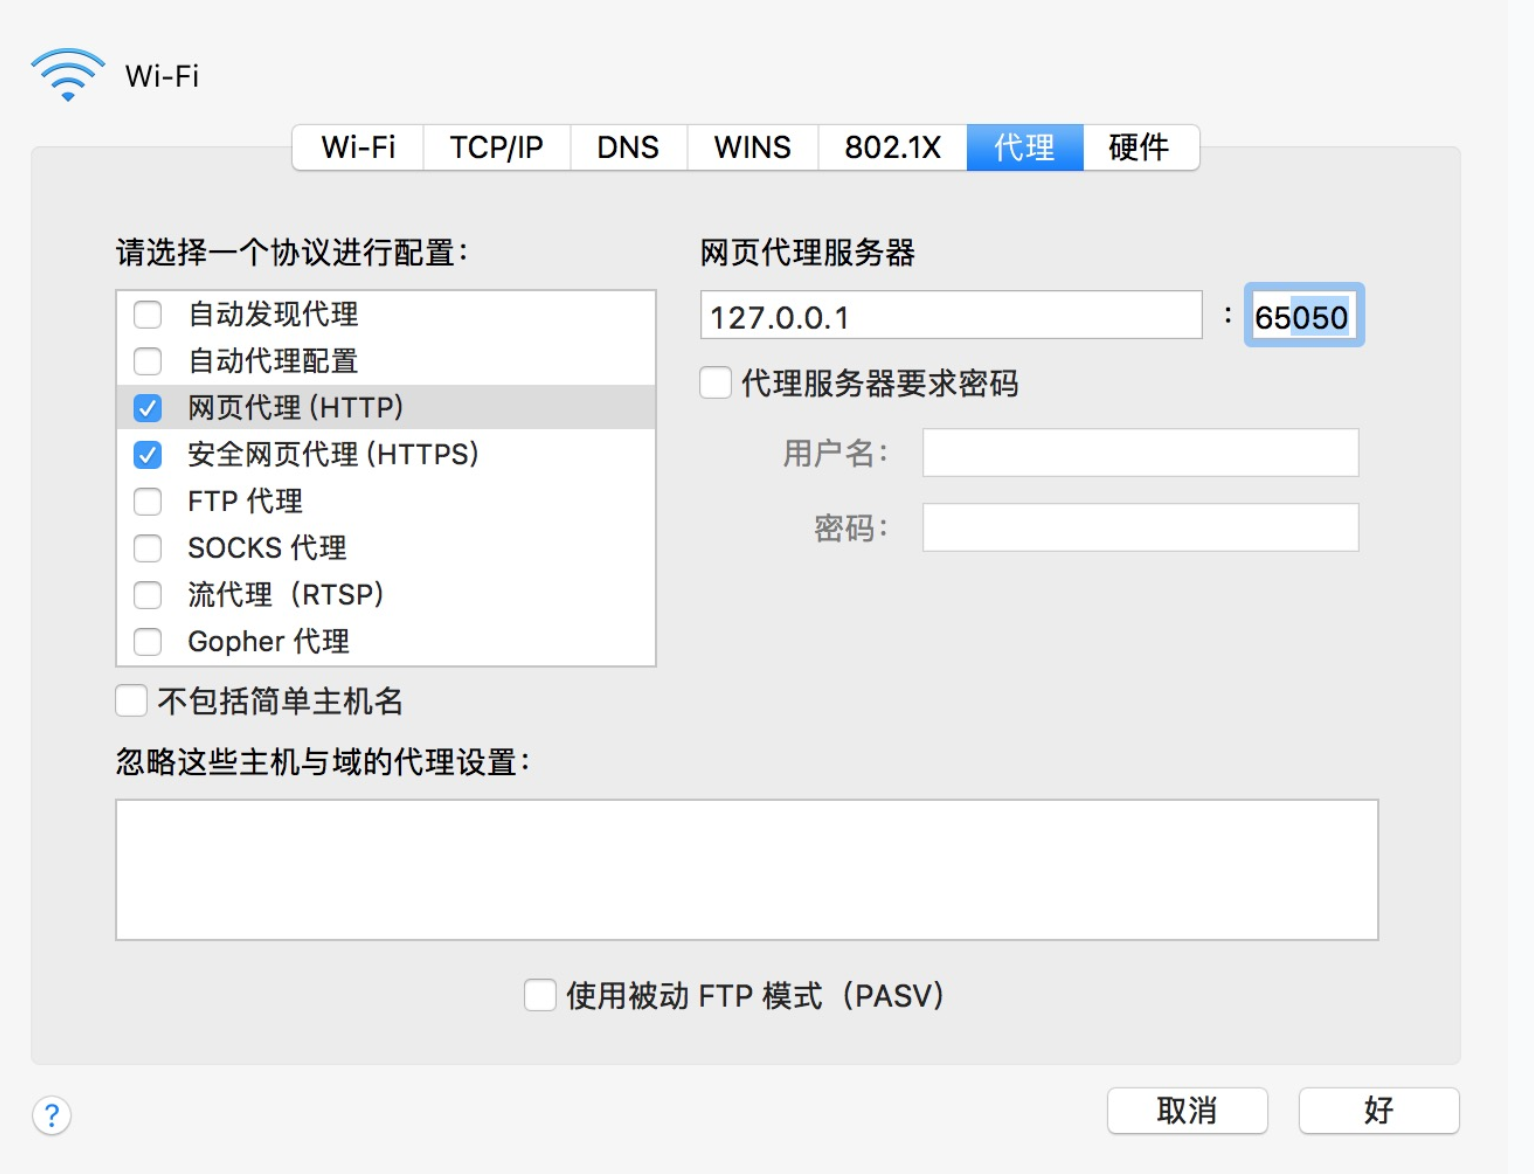 Wi-Fi
Wi-Fi TCP/IP DNS WINS 802.1X 代理 硬件
请选择一个协议进行配置：
自动发现代理
自动代理配置
网页代理 (HTTP)
安全网页代理 (HTTPS)
FTP 代理
SOCKS 代理
流代理（RTSP）
Gopher 代理
不包括简单主机名
网页代理服务器
127.0.0.1 : 65050
代理服务器要求密码
用户名：
密码：
忽略这些主机与域的代理设置：
使用被动 FTP 模式（PASV）
?
取消 好